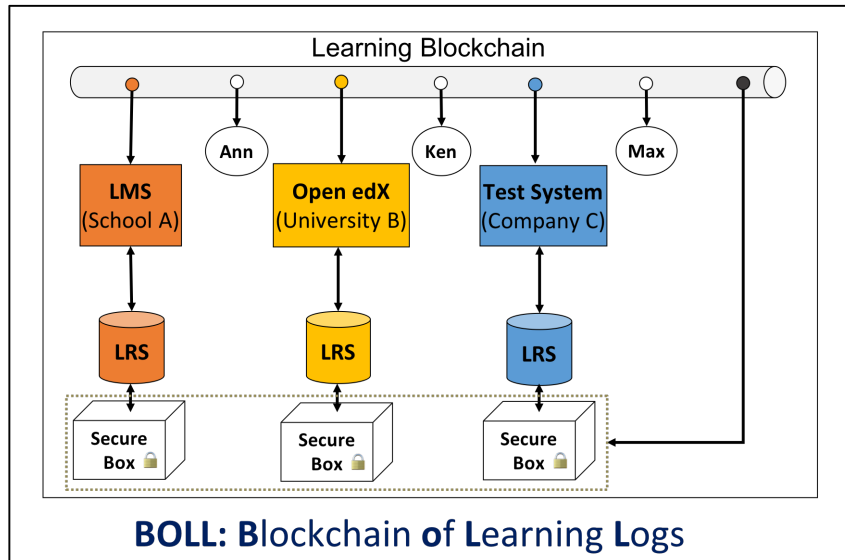 Learning Blockchain
Ann
Ken
Max
LMS
(School A)
Open edX
(University B)
Test System
(Company C)
LRS
LRS
LRS
Secure
Box
Secure
Box
Secure
Box
BOLL: Blockchain of Learning Logs